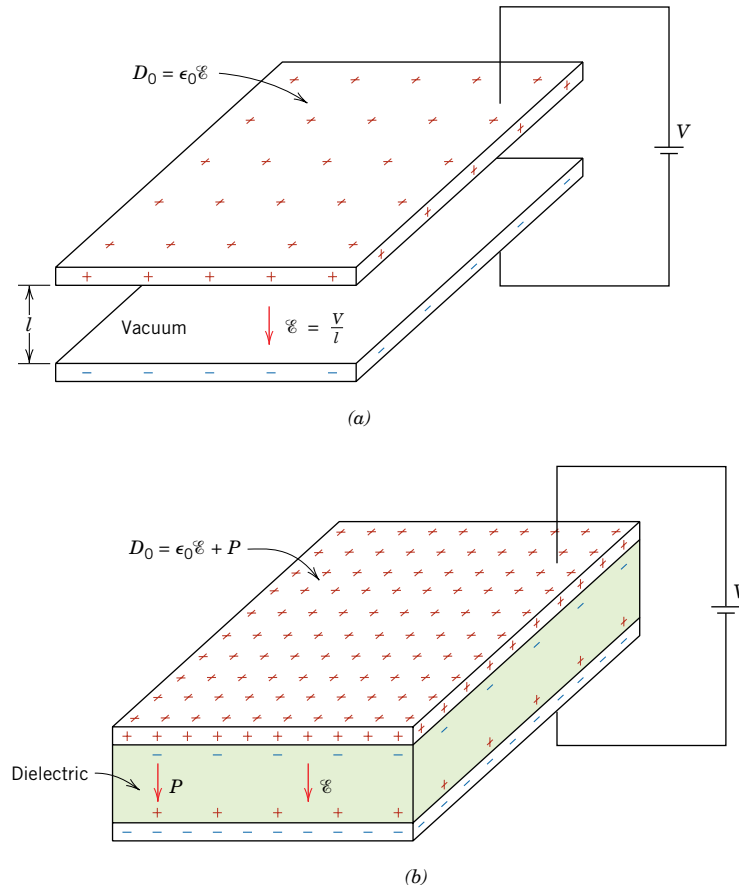 D₀ = ϵ₀ℰ
V
l
Vacuum
ℰ = V/l
(a)
D₀ = ϵ₀ℰ + P
Dielectric
P
ℰ
(b)